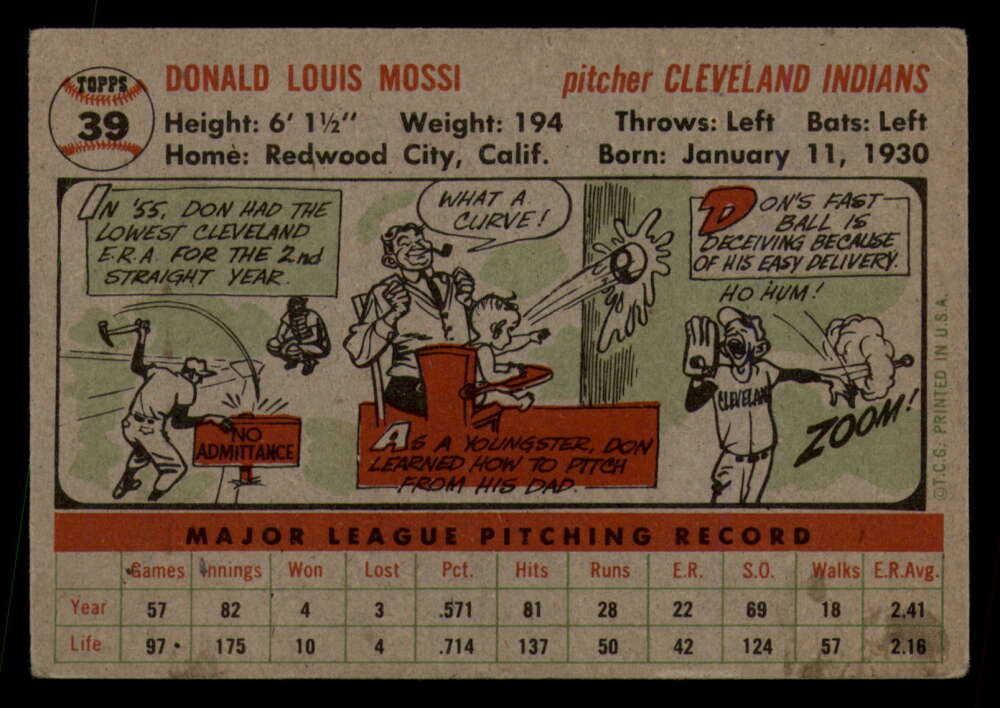 TOPPS
39
DONALD LOUIS MOSSI pitcher CLEVELAND INDIANS
Height: 6' 1½" Weight: 194 Throws: Left Bats: Left
Home: Redwood City, Calif. Born: January 11, 1930
IN '55, DON HAD THE
LOWEST CLEVELAND
E.R.A. FOR THE 2nd
STRAIGHT YEAR.
NO
ADMITTANCE
WHAT A
CURVE!
AS A YOUNGSTER, DON
LEARNED HOW TO PITCH
FROM HIS DAD.
DON'S FAST
BALL IS
DECEIVING BECAUSE
OF HIS EASY DELIVERY.
HO HUM!
CLEVELAN
ZOOM!
©T.C.G. PRINTED IN U.S.A.
MAJOR LEAGUE PITCHING RECORD
Games Innings Won Lost Pct. Hits Runs E.R. S.O. Walks E.R.Avg.
Year 57 82 4 3 .571 81 28 22 69 18 2.41
Life 97 175 10 4 .714 137 50 42 124 57 2.16